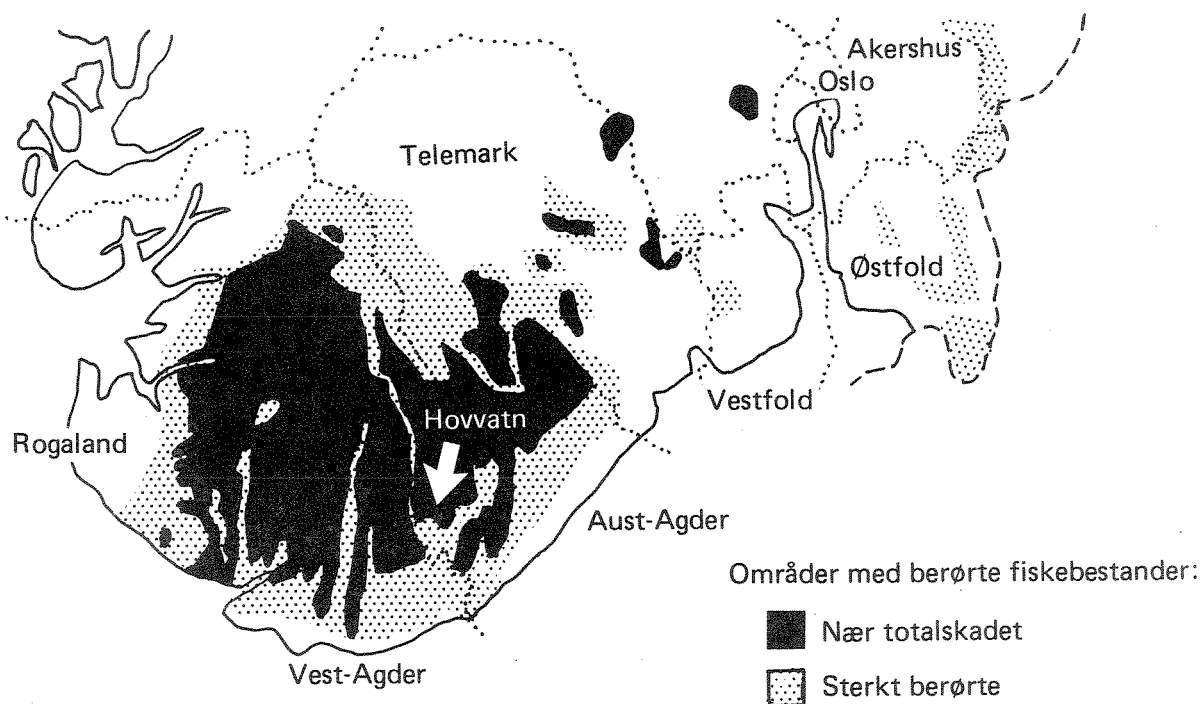 Akershus
Oslo
Telemark
Østfold
Hovvatn
Vestfold
Rogaland
Aust-Agder
Vest-Agder
Områder med berørte fiskebestander:
Nær totalskadet
Sterkt berørte